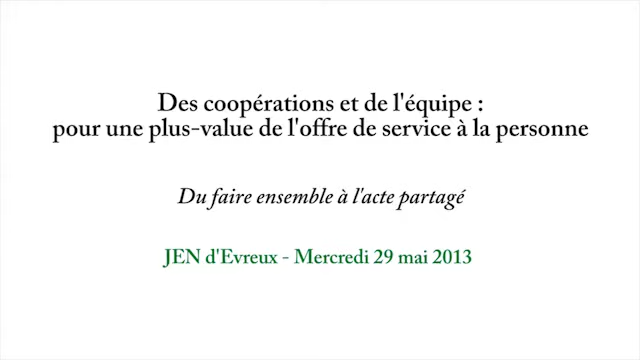 Des coopérations et de l'équipe :
pour une plus-value de l'offre de service à la personne
Du faire ensemble à l'acte partagé
JEN d'Evreux - Mercredi 29 mai 2013